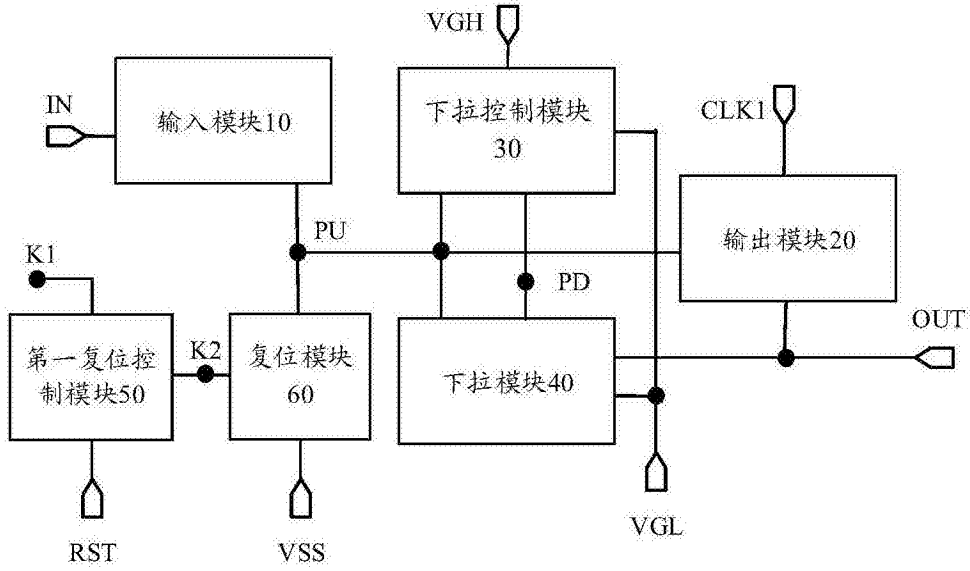 VGH
IN
输入模块10
下拉控制模块
30
CLK1
PU
输出模块20
K1
PD
OUT
第一复位控
制模块50
K2
复位模块
60
下拉模块40
RST
VSS
VGL